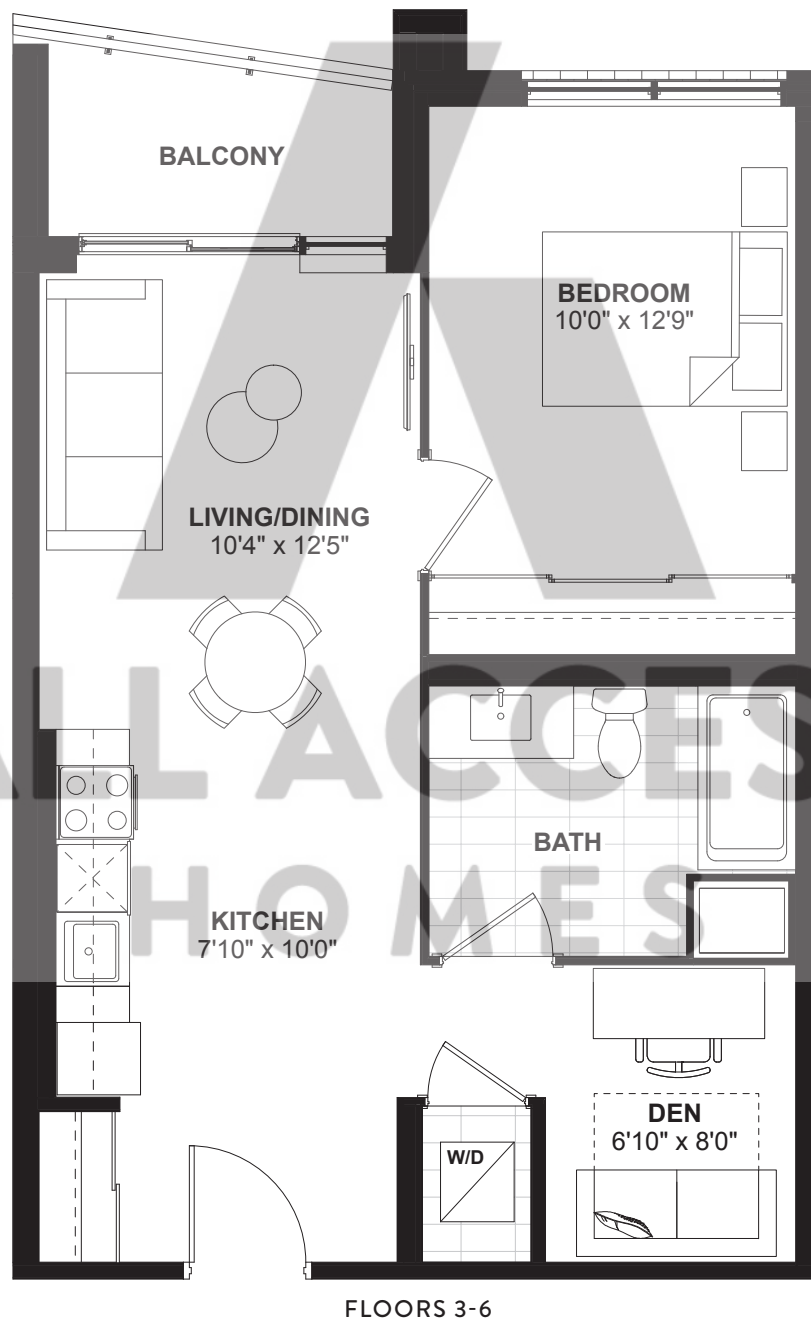 BALCONY
BEDROOM
10'0" x 12'9"
LIVING/DINING
10'4" x 12'5"
ALL ACCESS
HOMES
BATH
KITCHEN
7'10" x 10'0"
DEN
6'10" x 8'0"
W/D
FLOORS 3-6